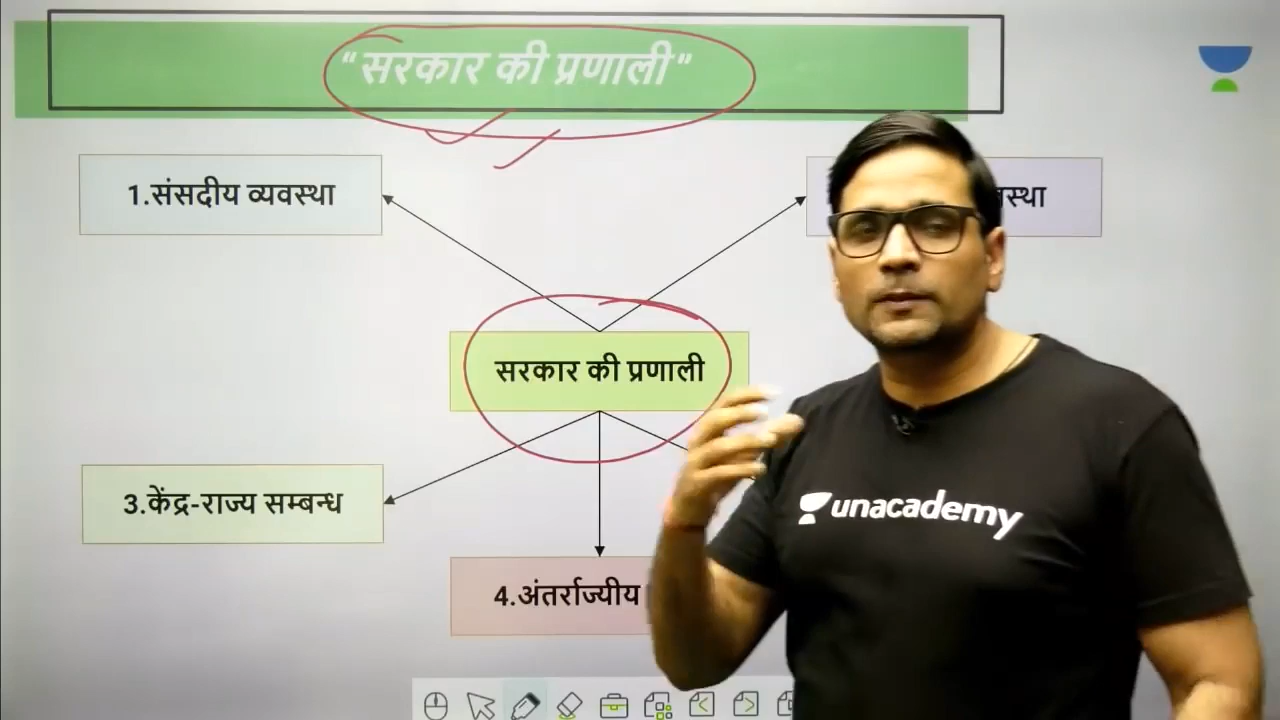 “सरकार की प्रणाली”
1.संसदीय व्यवस्था
स्था
सरकार की प्रणाली
3.केंद्र-राज्य सम्बन्ध
4.अंतर्राज्यीय
unacademy